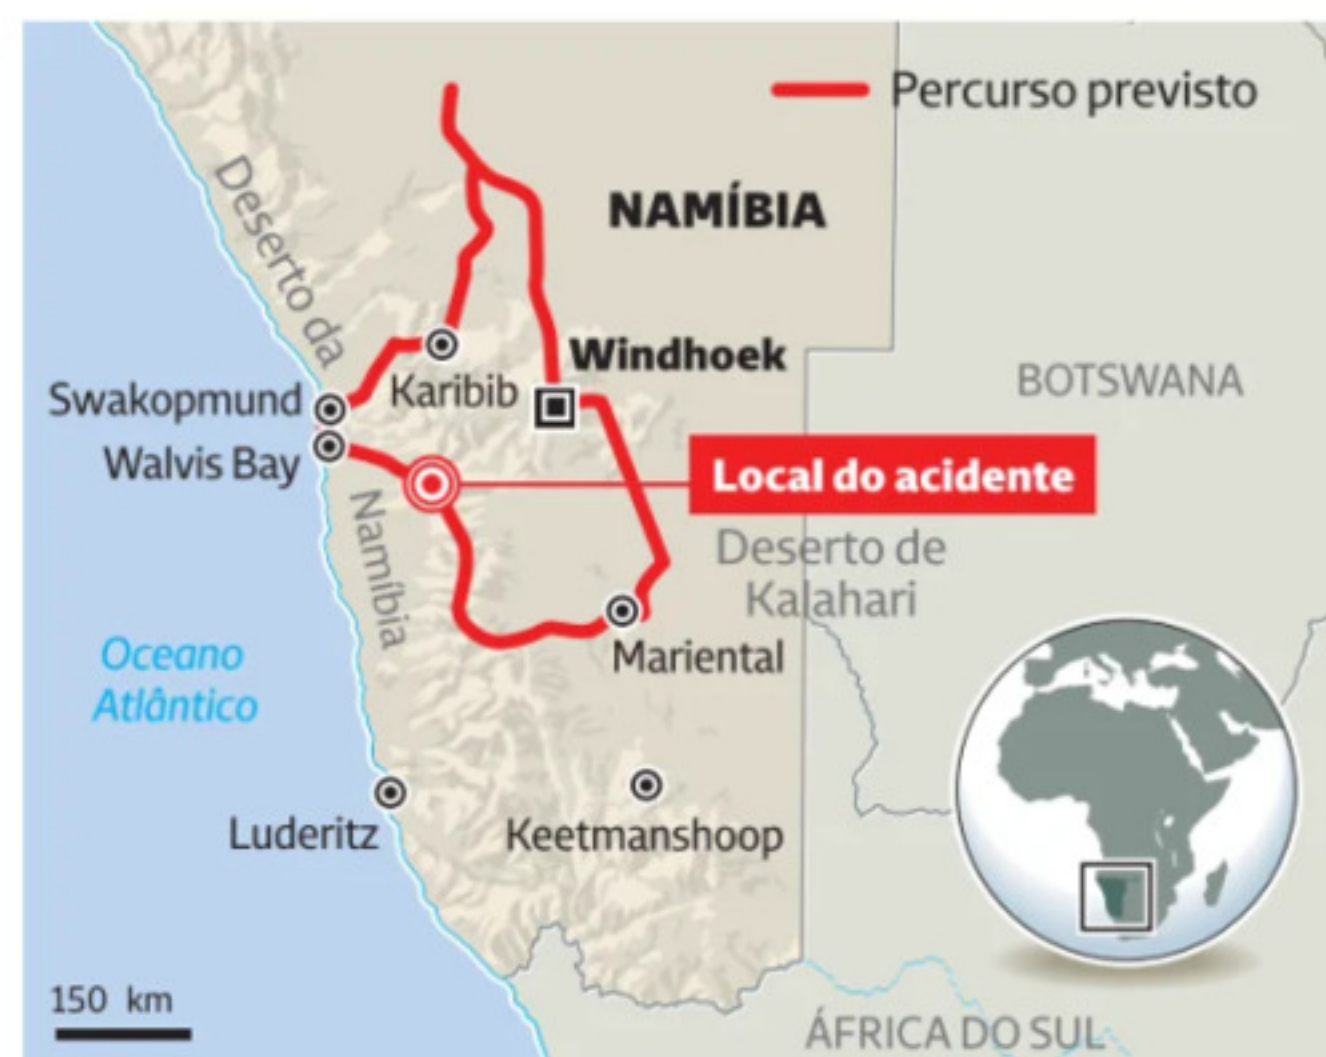 Percurso previsto
NAMÍBIA
Deserto da
Namíbia
Windhoek
BOTSWANA
Karibib
Swakopmund
Walvis Bay
Local do acidente
Deserto de
Kalahari
Mariental
Oceano
Atlântico
Luderitz
Keetmanshoop
150 km
ÁFRICA DO SUL